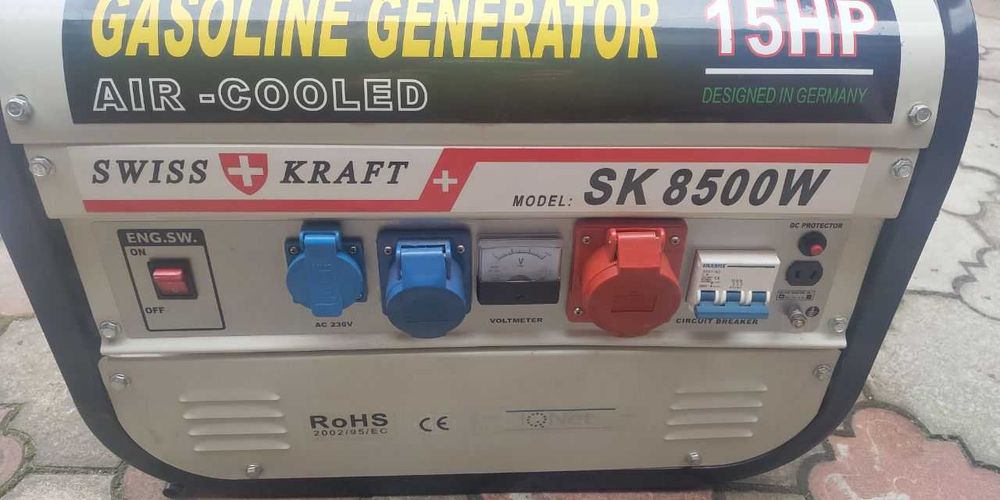 GASOLINE GENERATOR
15HP
AIR -COOLED
DESIGNED IN GERMANY
SWISS KRAFT
MODEL: SK 8500W
ENG.SW.
ON
OFF
AC 230V
V
VOLTMETER
CIRCUIT BREAKER
DC PROTECTOR
RoHS
2002/95/EC
CE
IQNet